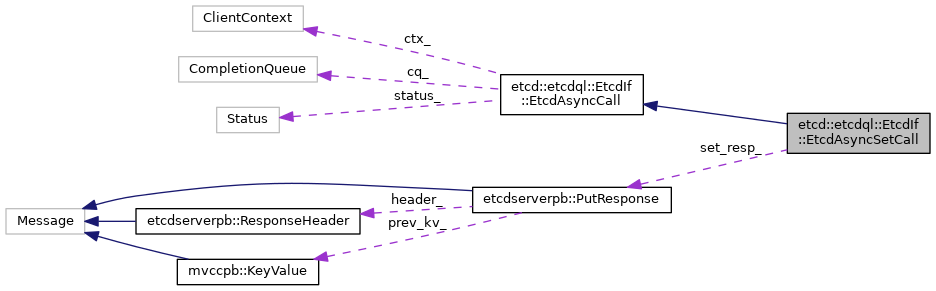 ClientContext
ctx_
CompletionQueue
cq_
etcd::etcdql::EtcdIf
::EtcdAsyncCall
status_
Status
etcd::etcdql::EtcdIf
::EtcdAsyncSetCall
set_resp_
etcdserverpb::PutResponse
header_
Message
etcdserverpb::ResponseHeader
prev_kv_
mvccpb::KeyValue